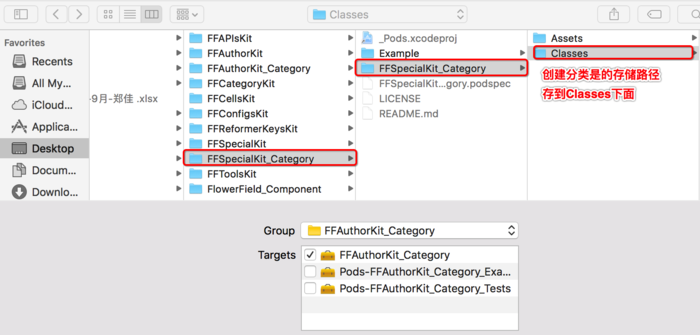 Classes
Favorites
Recents
All My...
iCloud...
Applica...
Desktop
Docum...
Downlo...
-9月-郑佳 .xlsx
FFAPIsKit
FFAuthorKit
FFAuthorKit_Category
FFCategoryKit
FFCellsKit
FFConfigsKit
FFReformerKeysKit
FFSpecialKit
FFSpecialKit_Category
FFToolsKit
FlowerField_Component
_Pods.xcodeproj
Example
FFSpecialKit_Category
FFSpecialKit...gory.podspec
LICENSE
README.md
Assets
Classes
创建分类是的存储路径
存到Classes下面
Group
FFAuthorKit_Category
Targets
FFAuthorKit_Category
Pods-FFAuthorKit_Category_Exa...
Pods-FFAuthorKit_Category_Tests